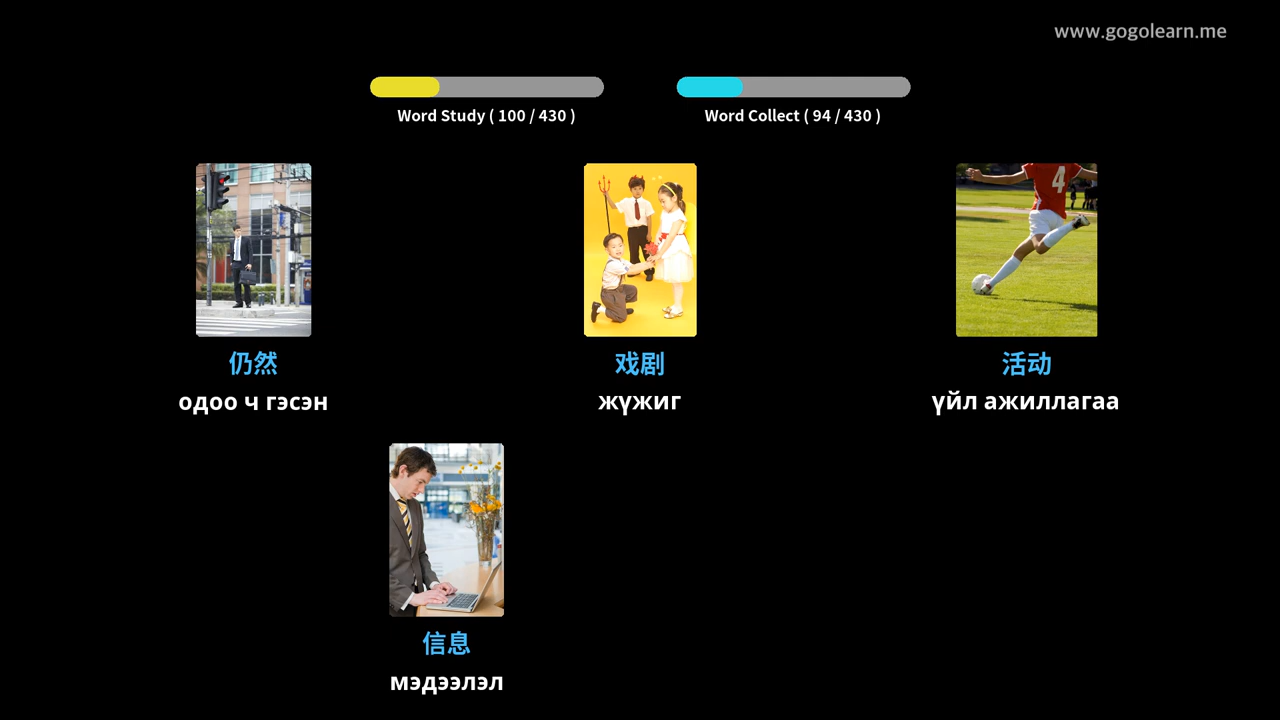 www.gogolearn.me
Word Study ( 100 / 430 )
Word Collect ( 94 / 430 )
仍然
одоо ч гэсэн
戏剧
жүжиг
活动
үйл ажиллагаа
信息
мэдээлэл